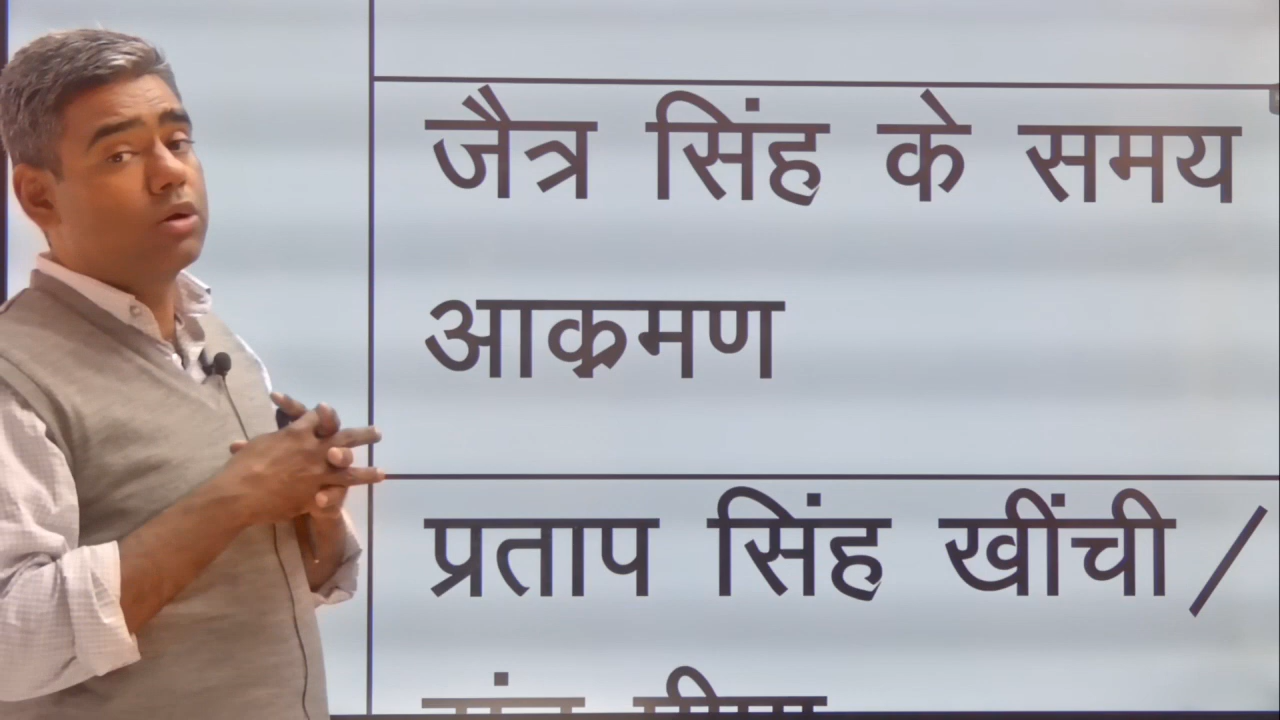 जैत्र सिंह के समय
आक्रमण
प्रताप सिंह खींची /